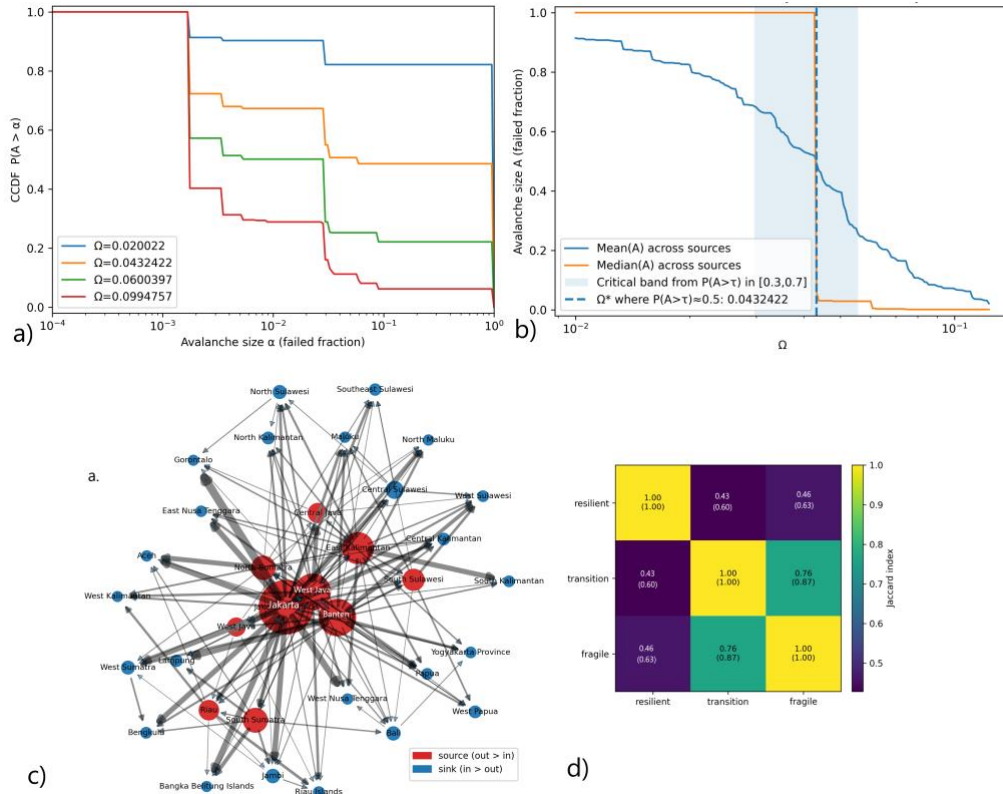 1.0
0.8
0.6
0.4
0.2
0.0
CCDF P(A > α)
Ω=0.020022
Ω=0.0432422
Ω=0.0600397
Ω=0.0994757
10⁻⁴
10⁻³
10⁻²
10⁻¹
10⁰
Avalanche size α (failed fraction)
a)
1.0
0.8
0.6
0.4
0.2
0.0
Avalanche size A (failed fraction)
Mean(A) across sources
Median(A) across sources
Critical band from P(A>τ) in [0.3,0.7]
Ω* where P(A>τ)≈0.5: 0.0432422
10⁻²
10⁻¹
Ω
b)
a.
North Sulawesi
Southeast Sulawesi
North Kalimantan
Maluku
North Maluku
Gorontalo
Central Sulawesi
West Sulawesi
East Nusa Tenggara
Central Java
Central Kalimantan
East Kalimantan
Aceh
South Sulawesi
South Kalimantan
West Kalimantan
West Java
Jakarta
Banten
West Java
Yogyakarta Province
West Sumatra
Lampung
Papua
West Nusa Tenggara
West Papua
Riau
South Sumatra
Bengkulu
Bali
Jambi
Bangka Belitung Islands
Riau Islands
source (out > in)
sink (in > out)
c)
resilient
transition
fragile
1.00
(1.00)
0.43
(0.60)
0.46
(0.63)
0.43
(0.60)
1.00
(1.00)
0.76
(0.87)
0.46
(0.63)
0.76
(0.87)
1.00
(1.00)
resilient
transition
fragile
1.0
0.9
0.8
0.7
0.6
0.5
Jaccard index
d)